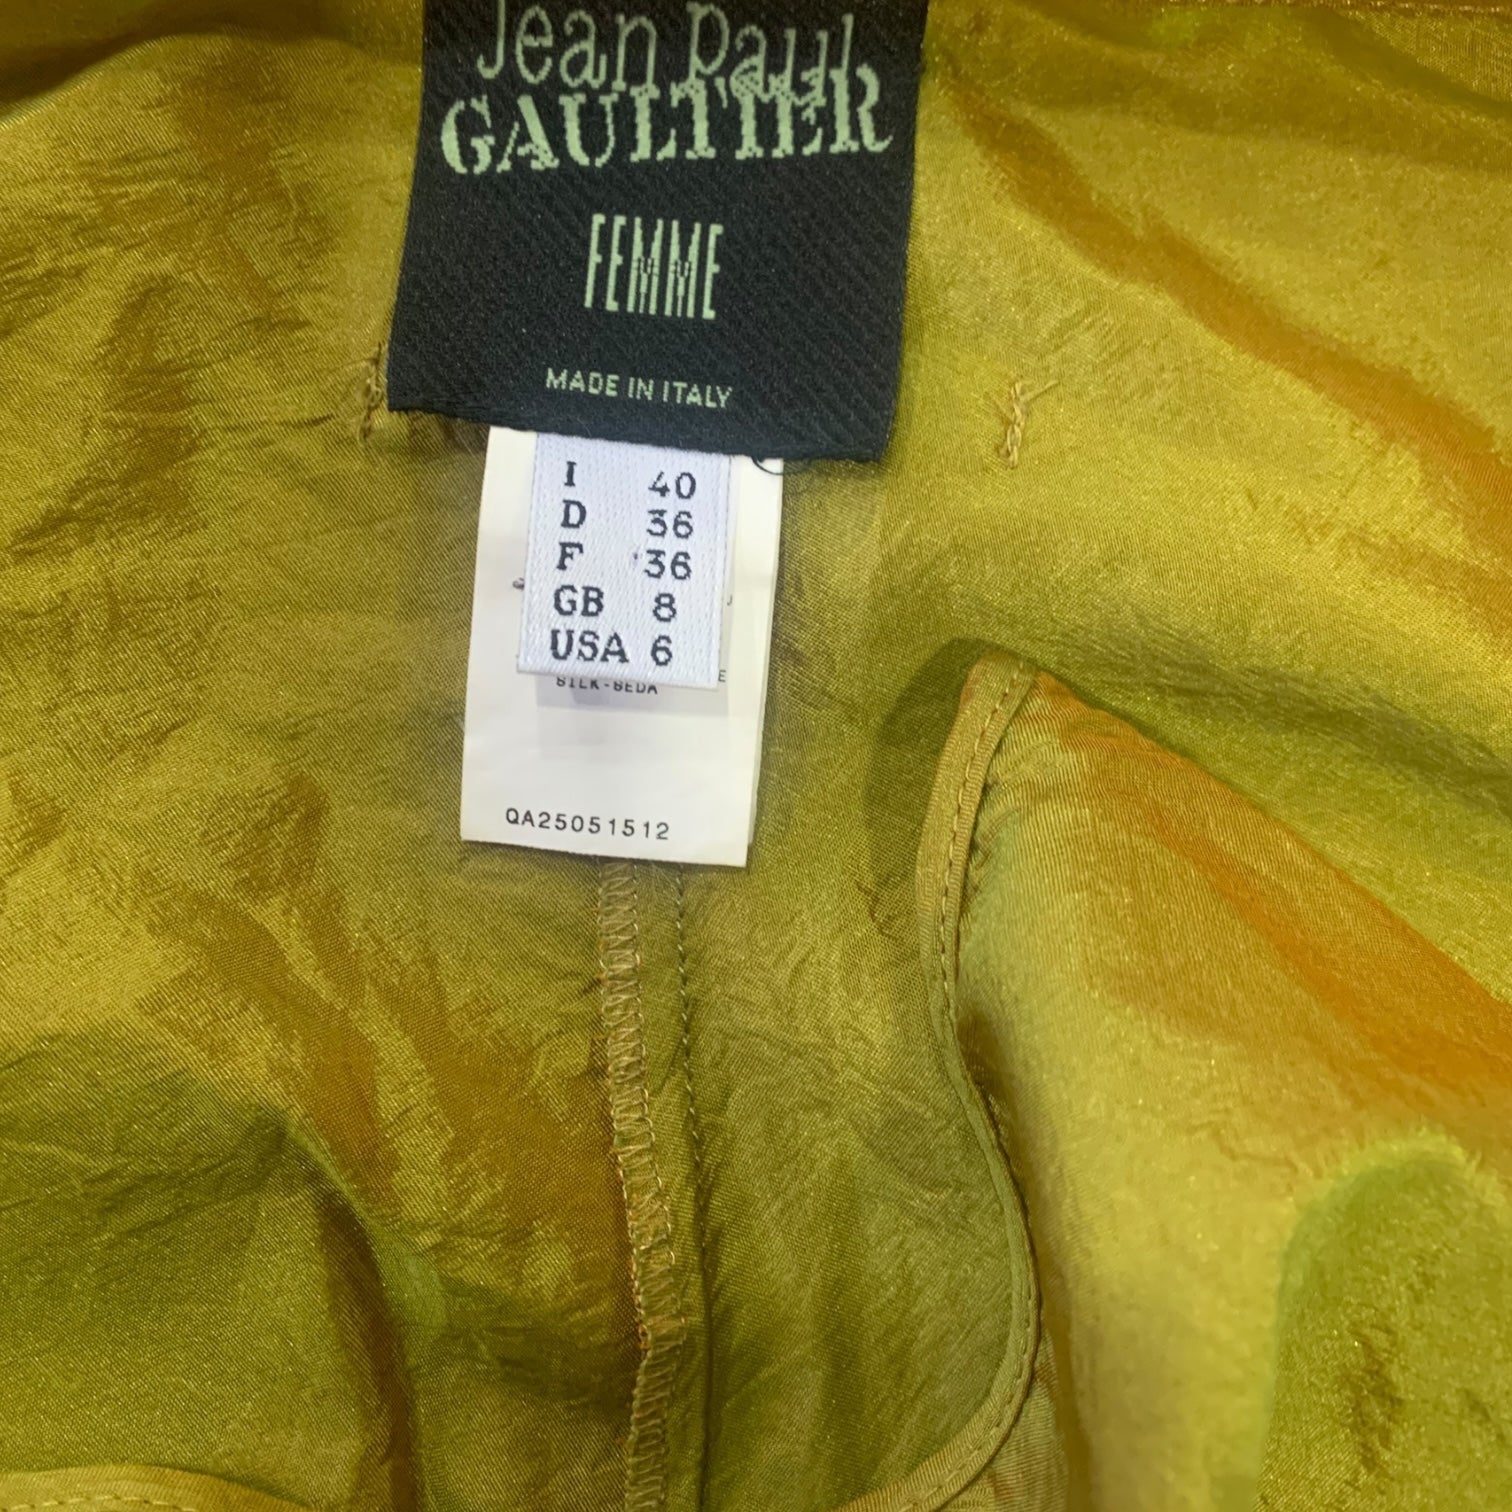 Jean Paul
GAULTIER
FEMME
MADE IN ITALY
I 40
D 36
F 36
GB 8
USA 6
SILK-SEDA
QA25051512